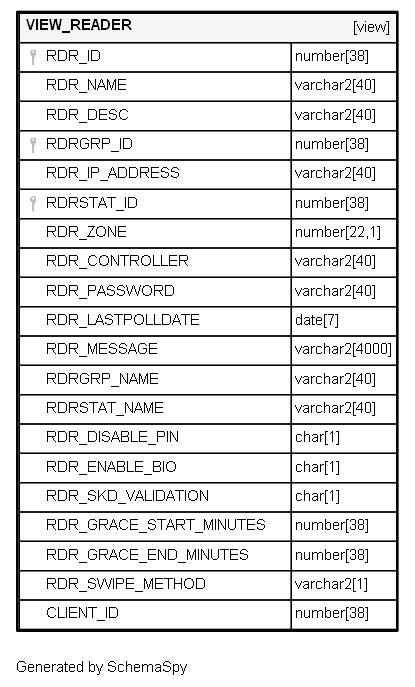 VIEW_READER [view]
RDR_ID number[38]
RDR_NAME varchar2[40]
RDR_DESC varchar2[40]
RDRGRP_ID number[38]
RDR_IP_ADDRESS varchar2[40]
RDRSTAT_ID number[38]
RDR_ZONE number[22,1]
RDR_CONTROLLER varchar2[40]
RDR_PASSWORD varchar2[40]
RDR_LASTPOLLDATE date[7]
RDR_MESSAGE varchar2[4000]
RDRGRP_NAME varchar2[40]
RDRSTAT_NAME varchar2[40]
RDR_DISABLE_PIN char[1]
RDR_ENABLE_BIO char[1]
RDR_SKD_VALIDATION char[1]
RDR_GRACE_START_MINUTES number[38]
RDR_GRACE_END_MINUTES number[38]
RDR_SWIPE_METHOD varchar2[1]
CLIENT_ID number[38]
Generated by SchemaSpy